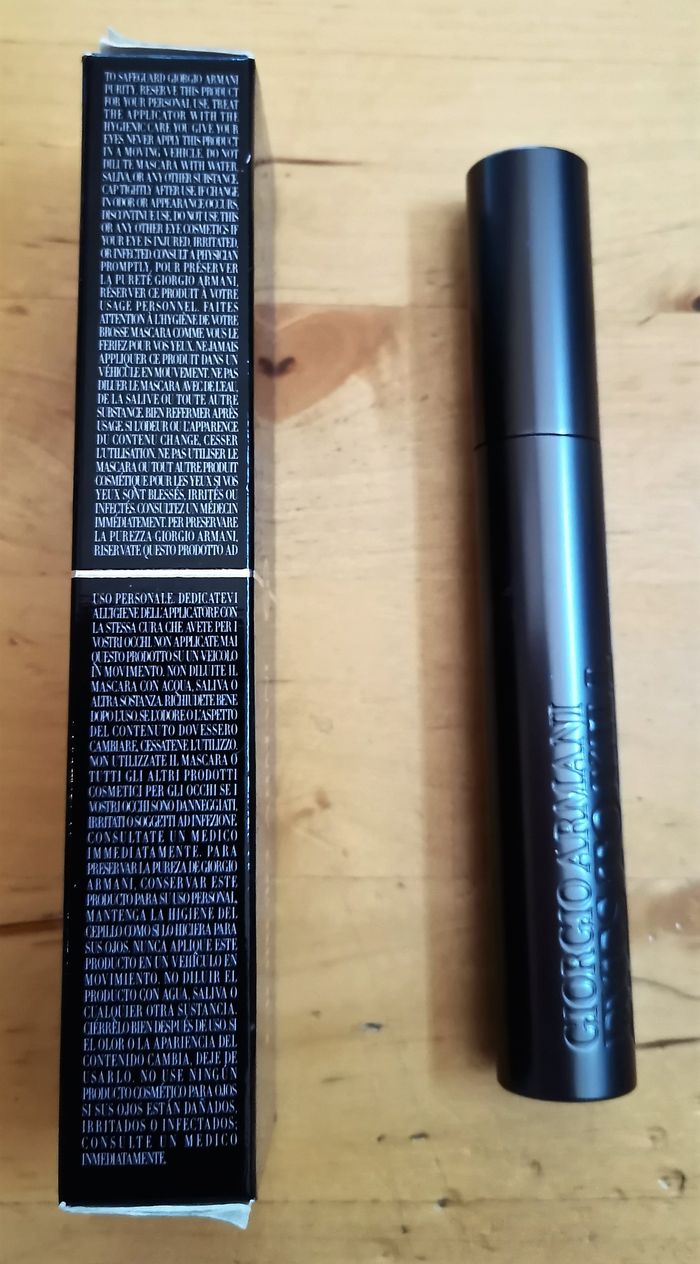 TO SAFEGUARD GIORGIO ARMANI
PURITY, RESERVE THIS PRODUCT
FOR YOUR PERSONAL USE. TREAT
THE APPLICATOR WITH THE
HYGIENIC CARE YOU GIVE YOUR
EYES. NEVER APPLY THIS PRODUCT
IN A MOVING VEHICLE. DO NOT
DILUTE MASCARA WITH WATER,
SALIVA, OR ANY OTHER SUBSTANCE.
CAP TIGHTLY AFTER USE. IF CHANGE
IN ODOR OR APPEARANCE OCCURS,
DISCONTINUE USE. DO NOT USE THIS
OR ANY OTHER EYE COSMETICS IF
YOUR EYE IS INJURED, IRRITATED,
OR INFECTED. CONSULT A PHYSICIAN
PROMPTLY. POUR PRÉSERVER
LA PURETÉ GIORGIO ARMANI,
RÉSERVER CE PRODUIT À VOTRE
USAGE PERSONNEL. FAITES
ATTENTION À L'HYGIÈNE DE VOTRE
BROSSE MASCARA COMME VOUS LE
FERIEZ POUR VOS YEUX. NE JAMAIS
APPLIQUER CE PRODUIT DANS UN
VÉHICULE EN MOUVEMENT. NE PAS
DILUER LE MASCARA AVEC DE L'EAU,
DE LA SALIVE OU TOUTE AUTRE
SUBSTANCE. BIEN REFERMER APRÈS
USAGE. SI L'ODEUR OU L'APPARENCE
DU CONTENU CHANGE, CESSER
L'UTILISATION. NE PAS UTILISER LE
MASCARA OU TOUT AUTRE PRODUIT
COSMÉTIQUE POUR LES YEUX SI VOS
YEUX SONT BLESSÉS, IRRITÉS OU
INFECTÉS. CONSULTEZ UN MÉDECIN
IMMÉDIATEMENT. PER PRESERVARE
LA PUREZZA GIORGIO ARMANI,
RISERVATE QUESTO PRODOTTO AD
USO PERSONALE. DEDICATEVI
ALL'IGIENE DELL'APPLICATORE CON
LA STESSA CURA CHE AVETE PER I
VOSTRI OCCHI. NON APPLICATE MAI
QUESTO PRODOTTO SU UN VEICOLO
IN MOVIMENTO. NON DILUITE IL
MASCARA CON ACQUA, SALIVA O
ALTRA SOSTANZA. RICHIUDETE BENE
DOPO L'USO. SE L'ODORE O L'ASPETTO
DEL CONTENUTO DOVESSERO
CAMBIARE, CESSATENE L'UTILIZZO.
NON UTILIZZATE IL MASCARA O
TUTTI GLI ALTRI PRODOTTI
COSMETICI PER GLI OCCHI SE I
VOSTRI OCCHI SONO DANNEGGIATI,
IRRITATI O SOGGETTI AD INFEZIONE.
CONSULTATE UN MEDICO
IMMEDIATAMENTE. PARA
PRESERVAR LA PUREZA DE GIORGIO
ARMANI, CONSERVAR ESTE
PRODUCTO PARA SU USO PERSONAL.
MANTENGA LA HIGIENE DEL
CEPILLO COMO SI LO HICIERA PARA
SUS OJOS. NUNCA APLIQUE ESTE
PRODUCTO EN UN VEHÍCULO EN
MOVIMIENTO. NO DILUIR EL
PRODUCTO CON AGUA, SALIVA O
CUALQUIER OTRA SUSTANCIA.
CIÉRRELO BIEN DESPUÉS DE USO. SI
EL OLOR O LA APARIENCIA DEL
CONTENIDO CAMBIA, DEJE DE
USARLO. NO USE NINGÚN
PRODUCTO COSMÉTICO PARA OJOS
SI SUS OJOS ESTÁN DAÑADOS,
IRRITADOS O INFECTADOS;
CONSULTE UN MEDICO
INMEDIATAMENTE.
GIORGIO ARMANI